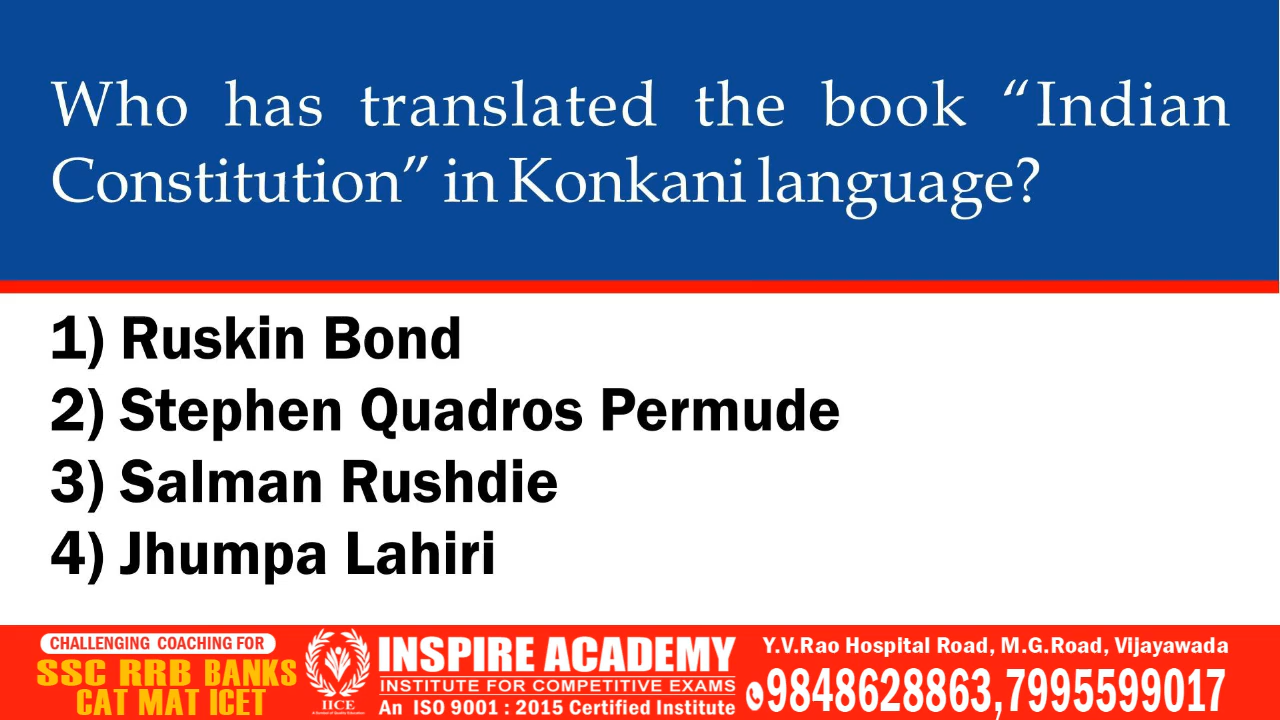 Who has translated the book “Indian
Constitution” in Konkani language?
1) Ruskin Bond
2) Stephen Quadros Permude
3) Salman Rushdie
4) Jhumpa Lahiri
CHALLENGING COACHING FOR
SSC RRB BANKS
CAT MAT ICET
IICE
INSPIRE ACADEMY
INSTITUTE FOR COMPETITIVE EXAMS
An ISO 9001 : 2015 Certified Institute
Y.V.Rao Hospital Road, M.G.Road, Vijayawada
9848628863,7995599017